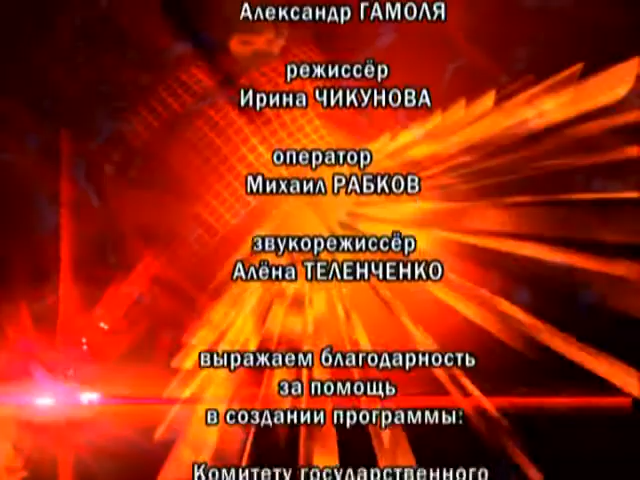 Александр ГАМОЛЯ
режиссёр
Ирина ЧИКУНОВА
оператор
Михаил РАБКОВ
звукорежиссёр
Алёна ТЕЛЕНЧЕНКО
выражаем благодарность
за помощь
в создании программы:
Комитету государственного